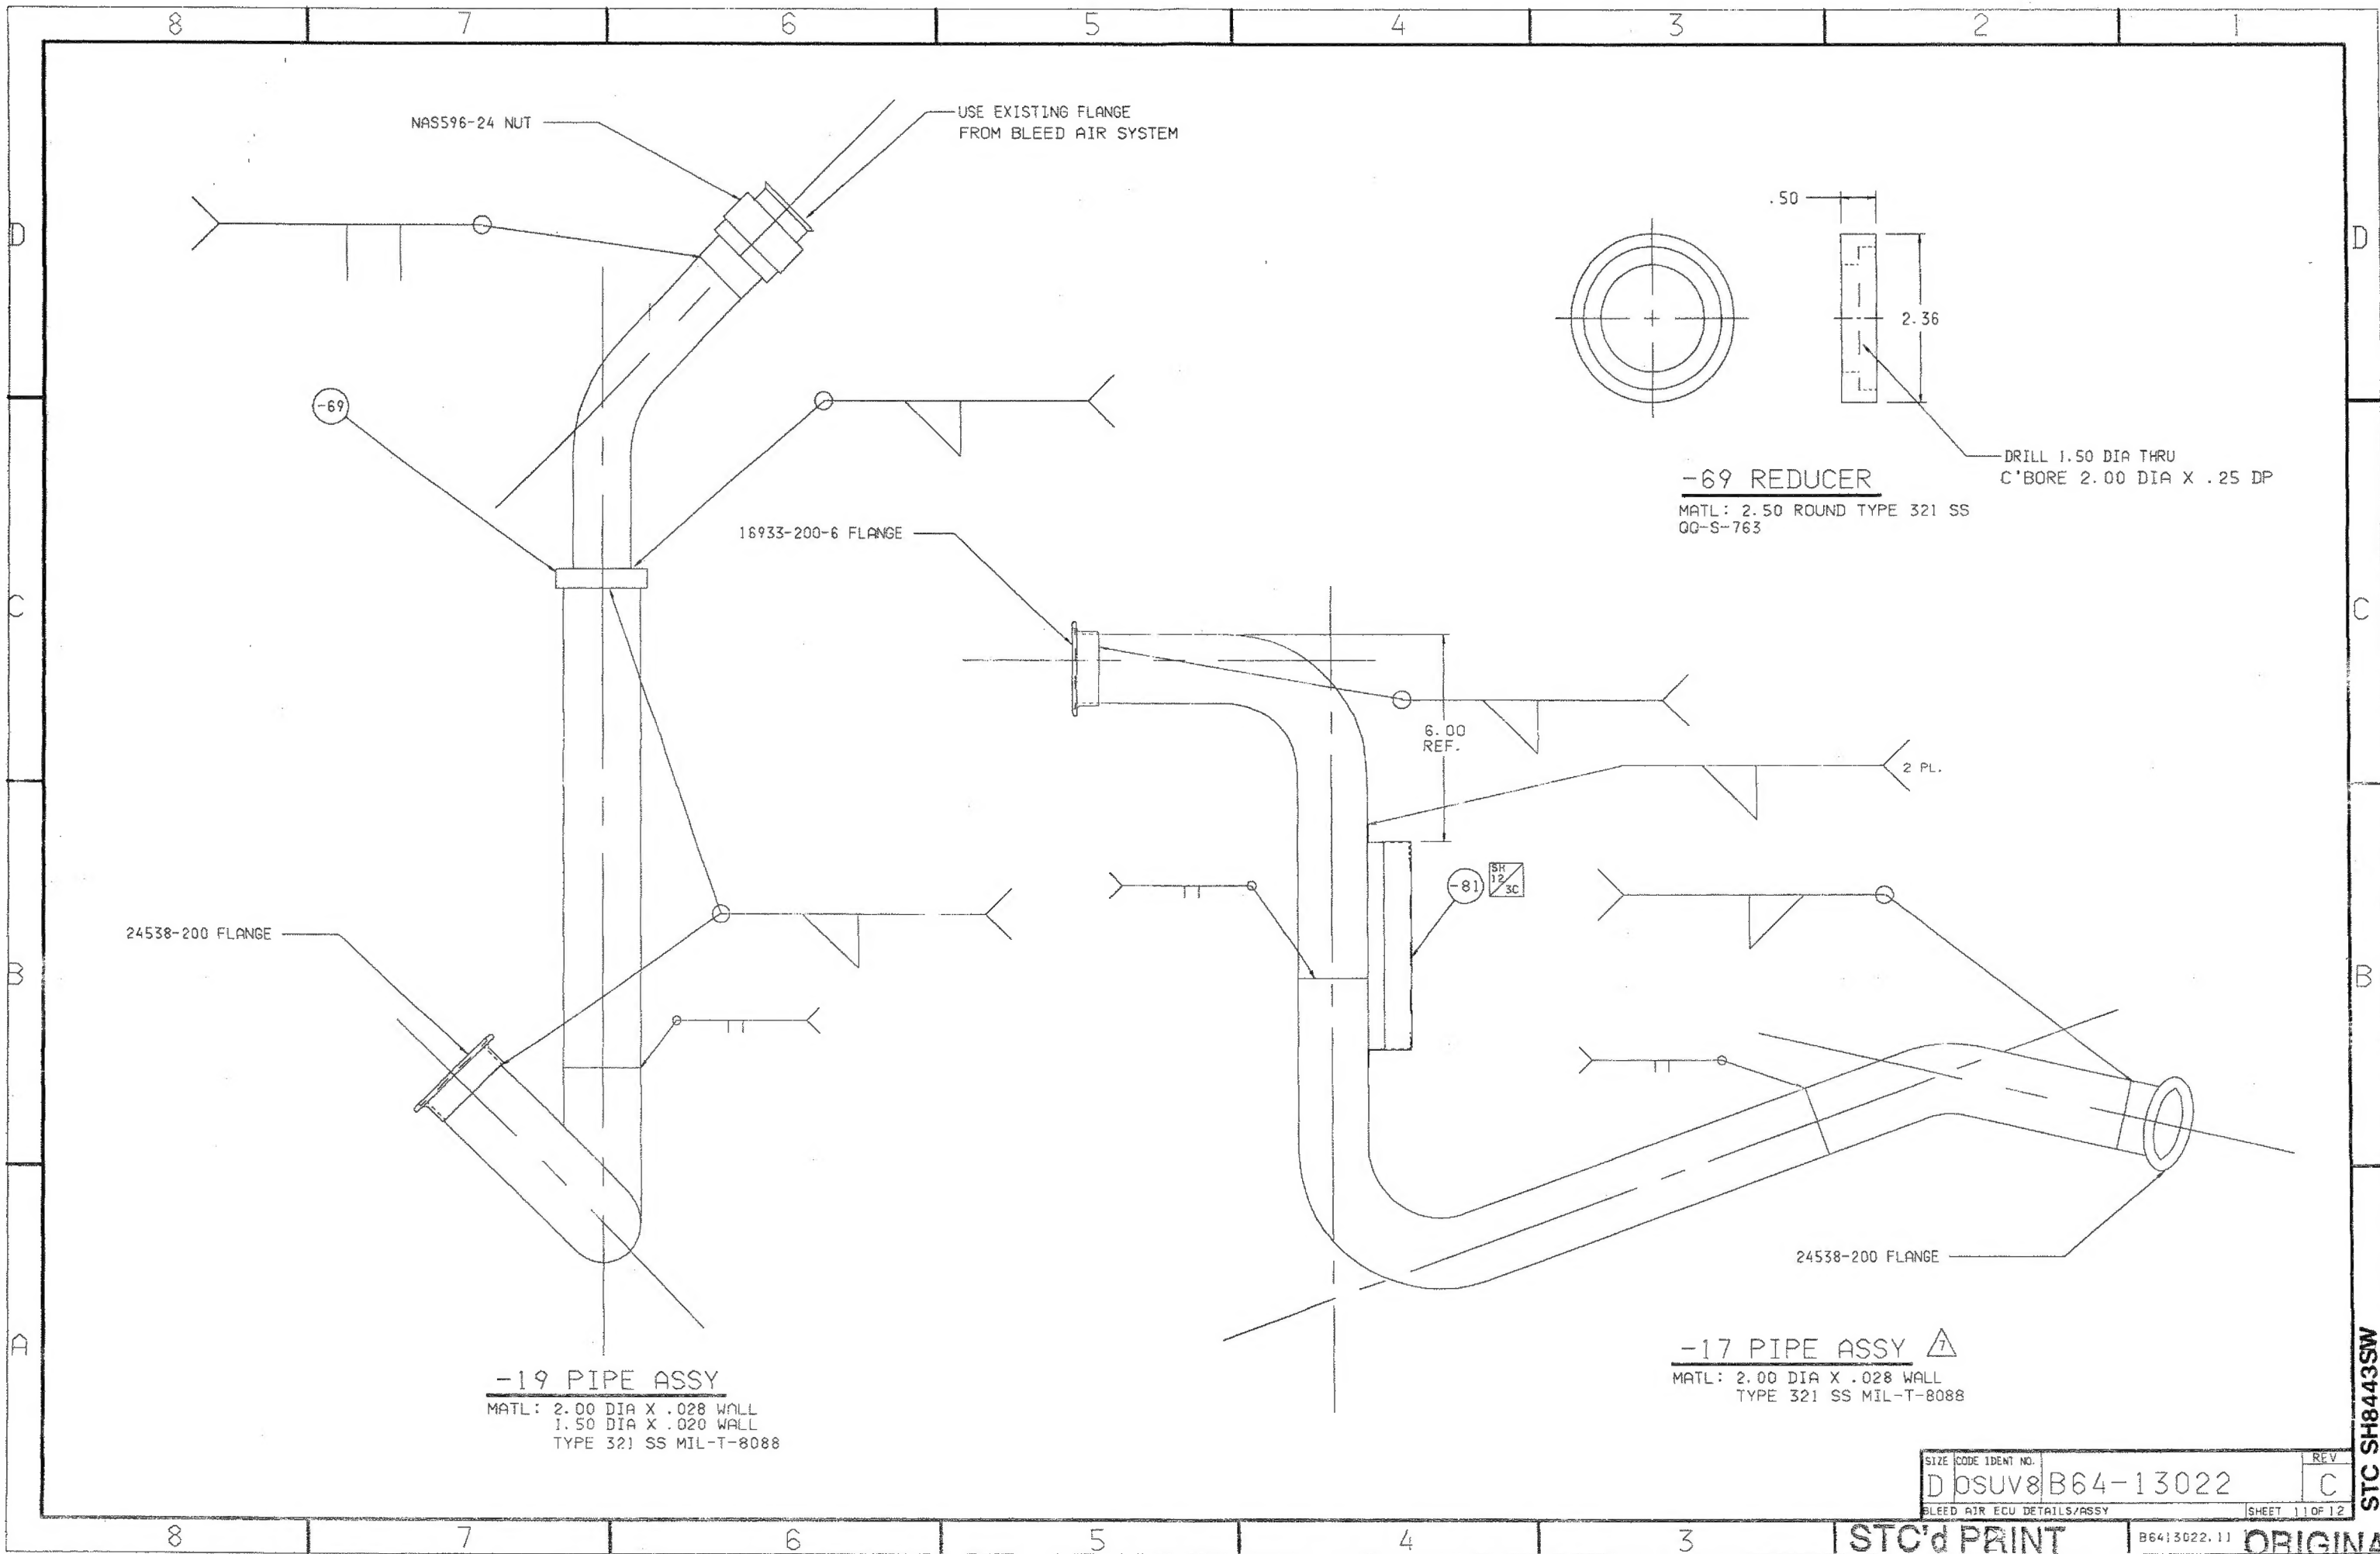 8 7 6 5 4 3 2 1
D
C
B
A
D
C
B
NAS596-24 NUT
USE EXISTING FLANGE
FROM BLEED AIR SYSTEM
-69
.50
2.36
DRILL 1.50 DIA THRU
C'BORE 2.00 DIA X .25 DP
-69 REDUCER
MATL: 2.50 ROUND TYPE 321 SS
QQ-S-763
16933-200-6 FLANGE
6.00
REF.
2 PL.
-81
SH
12
3C
24538-200 FLANGE
24538-200 FLANGE
-19 PIPE ASSY
MATL: 2.00 DIA X .028 WALL
1.50 DIA X .020 WALL
TYPE 321 SS MIL-T-8088
-17 PIPE ASSY 7
MATL: 2.00 DIA X .028 WALL
TYPE 321 SS MIL-T-8088
SIZE CODE IDENT NO. REV
D 0SUV8 B64-13022 C
BLEED AIR ECU DETAILS/ASSY SHEET 11 OF 12
STC SH8443SW
8 7 6 5 4 3
STC'd PRINT
B6413022.11
ORIGINA